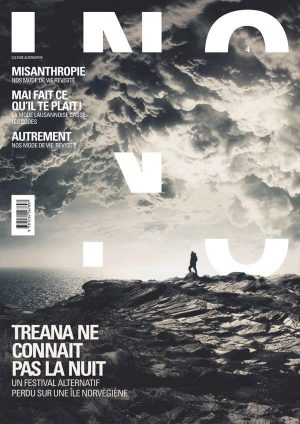 INO
4
CULTURE ALTERNATIVE
MISANTHROPIE
NOS MODE DE VIE REVISITÉ
MAI FAIT CE
QU'IL TE PLAIT!
LA MODE LAUSANNOISE CASSE
LES CODES
AUTREMENT
NOS MODE DE VIE REVISITÉ
NO
TREANA NE
CONNAIT
PAS LA NUIT
UN FESTIVAL ALTERNATIF
PERDU SUR UNE ÎLE NORVÉGIÈNE